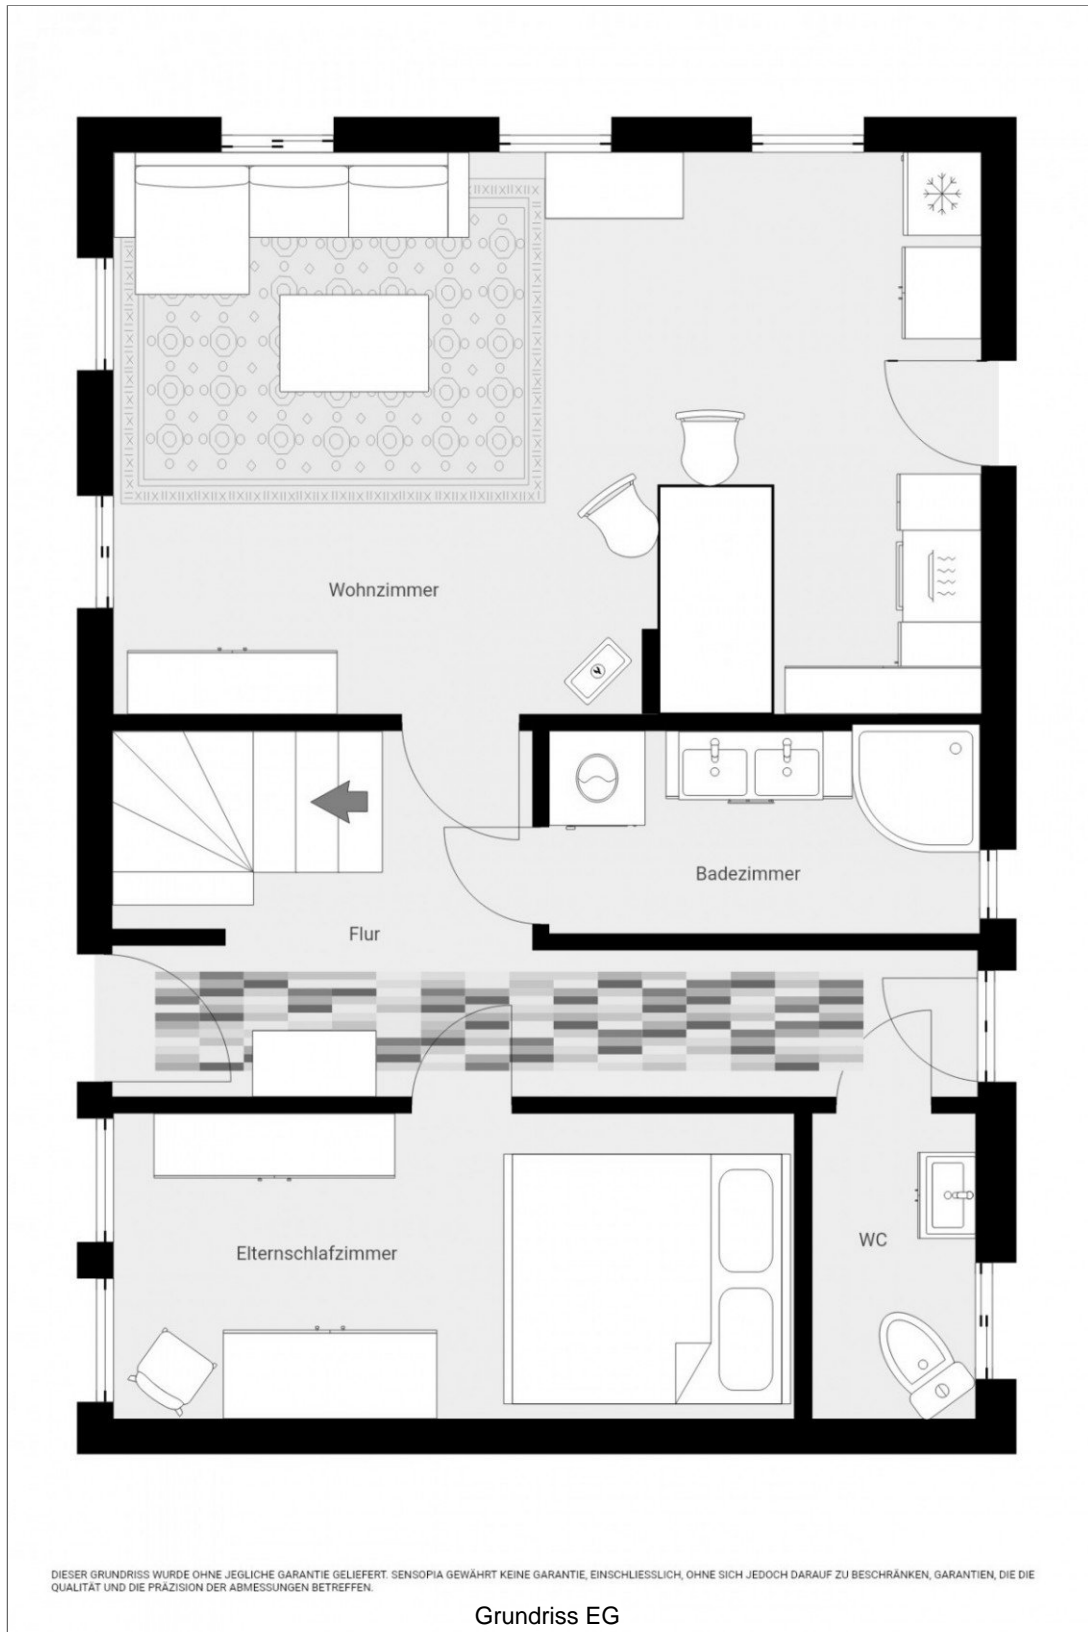 Wohnzimmer
Badezimmer
Flur
Elternschlafzimmer
WC
DIESER GRUNDRISS WURDE OHNE JEGLICHE GARANTIE GELIEFERT. SENSOPIA GEWÄHRT KEINE GARANTIE, EINSCHLIESSLICH, OHNE SICH JEDOCH DARAUF ZU BESCHRÄNKEN, GARANTIEN, DIE DIE
QUALITÄT UND DIE PRÄZISION DER ABMESSUNGEN BETREFFEN.
Grundriss EG